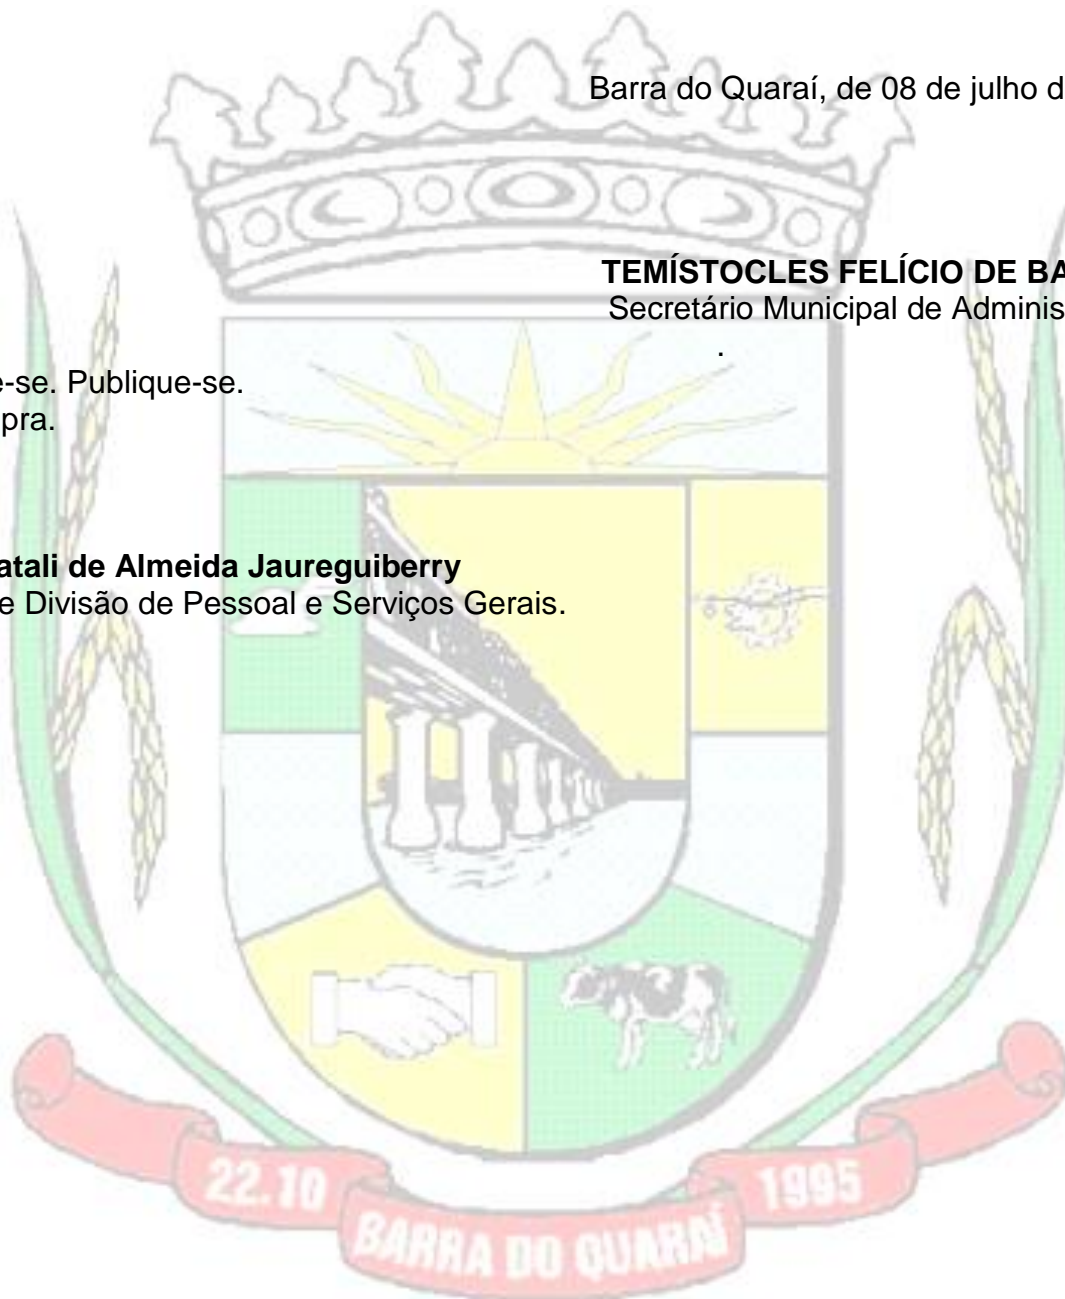 Barra do Quaraí, de 08 de julho d
TEMÍSTOCLES FELÍCIO DE BA
Secretário Municipal de Adminis
.
e-se. Publique-se.
pra.
atali de Almeida Jaureguiberry
e Divisão de Pessoal e Serviços Gerais.
22.10
1995
BARRA DO QUARAÍ